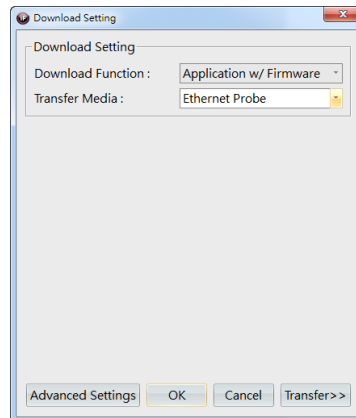 Download Setting
Download Setting
Download Function : Application w/ Firmware
Transfer Media : Ethernet Probe
Advanced Settings OK Cancel Transfer>>